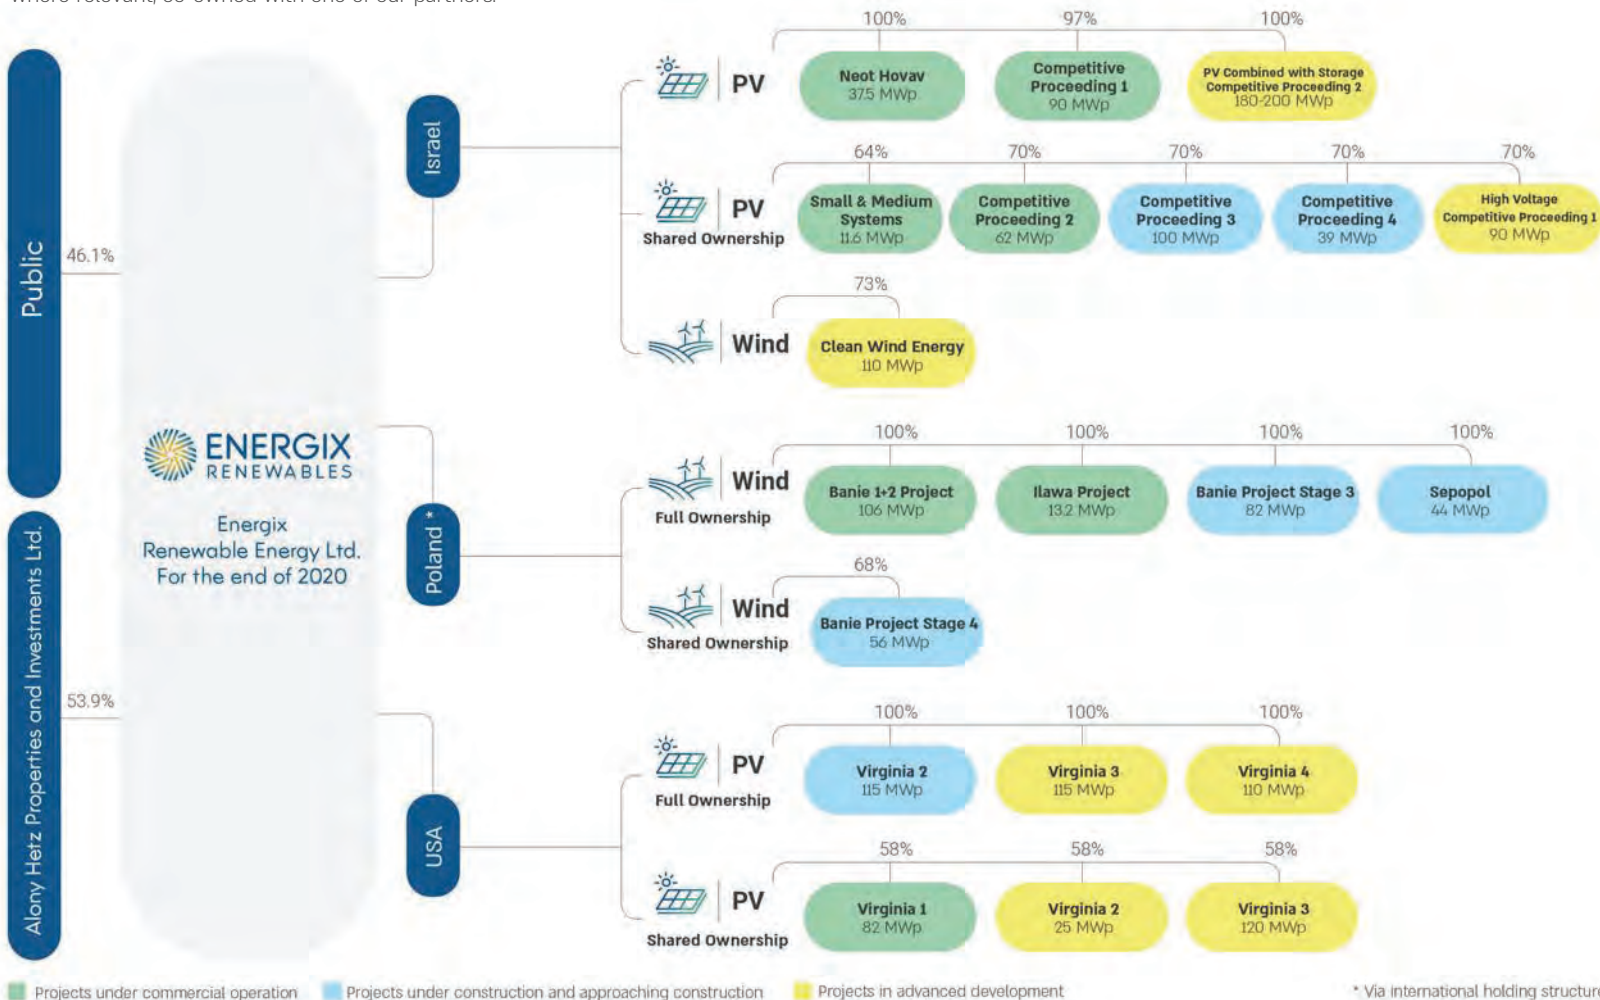 where relevant, co-owned with one of our partners.
Public
46.1%
Alony Hetz Properties and Investments Ltd.
53.9%
ENERGIX
RENEWABLES
Energix
Renewable Energy Ltd.
For the end of 2020
Israel
PV
100%
97%
100%
Neot Hovav
37.5 MWp
Competitive
Proceeding 1
90 MWp
PV Combined with Storage
Competitive Proceeding 2
180-200 MWp
PV
Shared Ownership
64%
70%
70%
70%
70%
Small & Medium
Systems
11.6 MWp
Competitive
Proceeding 2
62 MWp
Competitive
Proceeding 3
100 MWp
Competitive
Proceeding 4
39 MWp
High Voltage
Competitive Proceeding 1
90 MWp
Wind
73%
Clean Wind Energy
110 MWp
Poland *
Wind
Full Ownership
100%
100%
100%
100%
Banie 1+2 Project
106 MWp
Ilawa Project
13.2 MWp
Banie Project Stage 3
82 MWp
Sepopol
44 MWp
Wind
Shared Ownership
68%
Banie Project Stage 4
56 MWp
USA
PV
Full Ownership
100%
100%
100%
Virginia 2
115 MWp
Virginia 3
115 MWp
Virginia 4
110 MWp
PV
Shared Ownership
58%
58%
58%
Virginia 1
82 MWp
Virginia 2
25 MWp
Virginia 3
120 MWp
Projects under commercial operation
Projects under construction and approaching construction
Projects in advanced development
* Via international holding structure